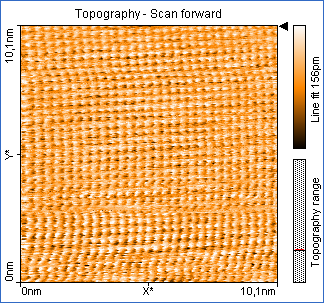 Topography - Scan forward
10,1nm
Y*
0nm
0nm
X*
10,1nm
Line fit 156pm
Topography range